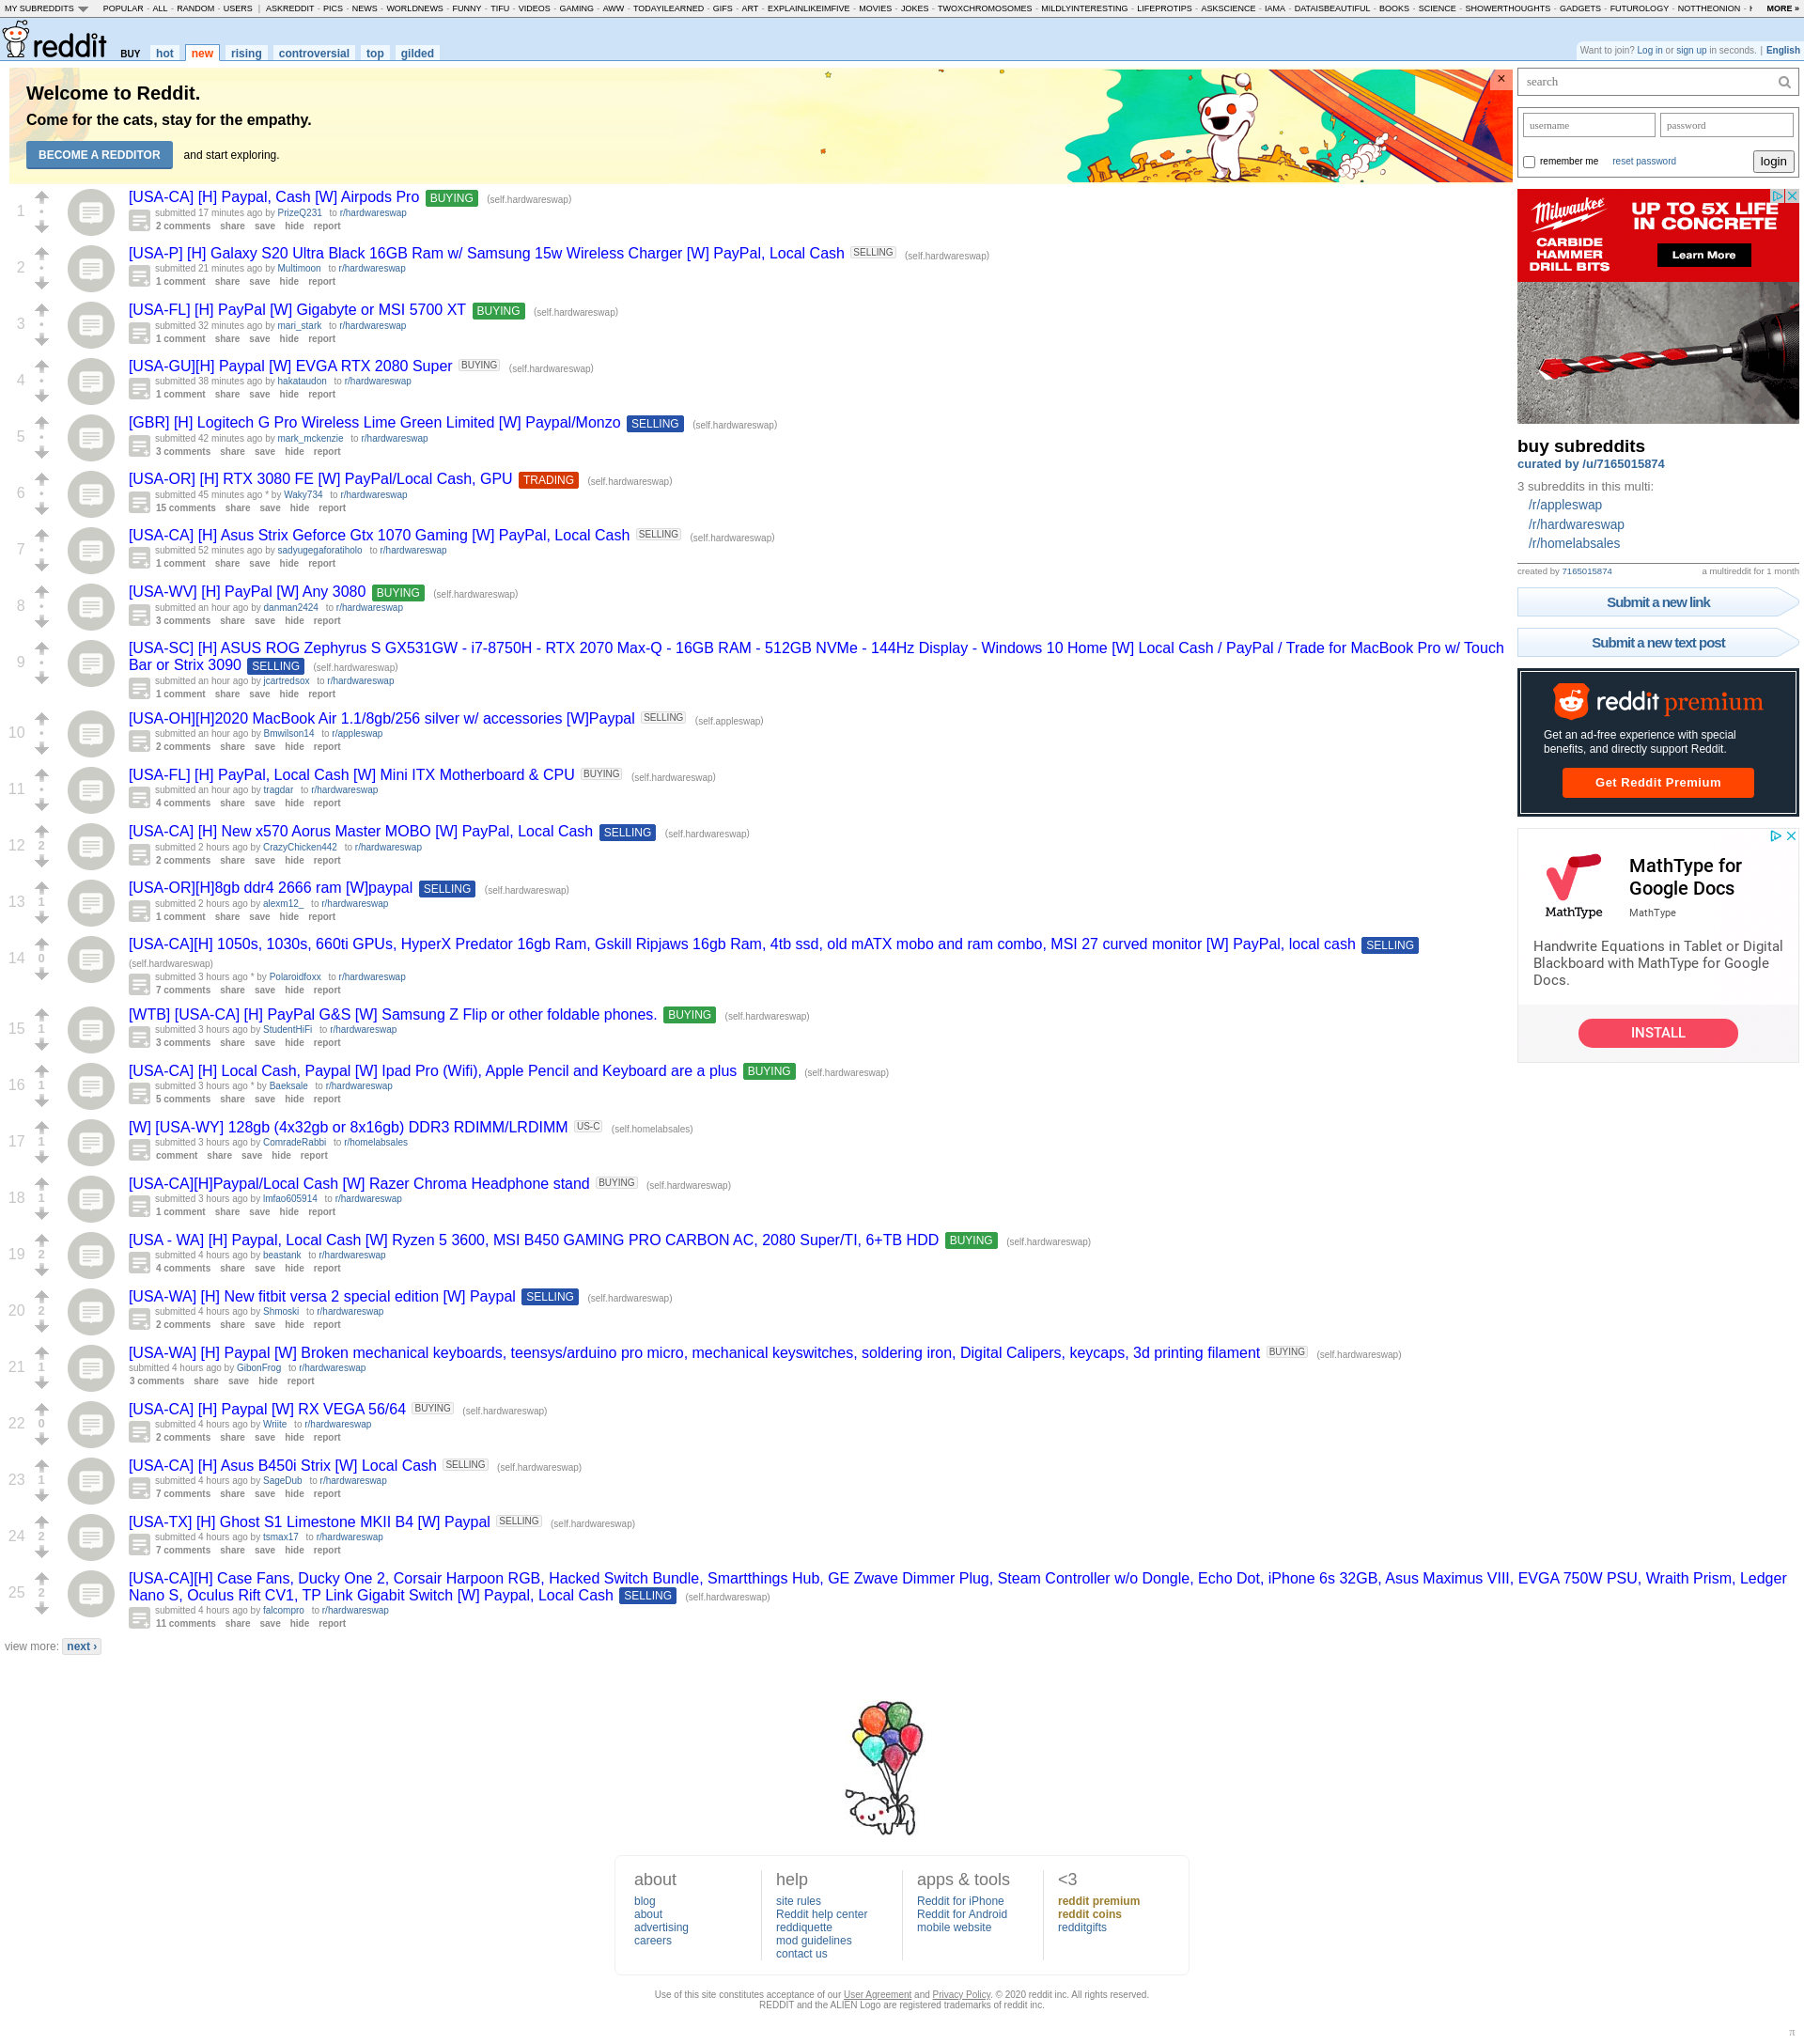 MY SUBREDDITS POPULAR - ALL - RANDOM - USERS | ASKREDDIT - PICS - NEWS - WORLDNEWS - FUNNY - TIFU - VIDEOS - GAMING - AWW - TODAYILEARNED - GIFS - ART - EXPLAINLIKEIMFIVE - MOVIES - JOKES - TWOXCHROMOSOMES - MILDLYINTERESTING - LIFEPROTIPS - ASKSCIENCE - IAMA - DATAISBEAUTIFUL - BOOKS - SCIENCE - SHOWERTHOUGHTS - GADGETS - FUTUROLOGY - NOTTHEONION - MORE »
reddit BUY hot new rising controversial top gilded
Want to join? Log in or sign up in seconds. | English
Welcome to Reddit.
Come for the cats, stay for the empathy.
BECOME A REDDITOR and start exploring.
×
1
[USA-CA] [H] Paypal, Cash [W] Airpods Pro BUYING (self.hardwareswap)
submitted 17 minutes ago by PrizeQ231 to r/hardwareswap
2 comments share save hide report
2
[USA-P] [H] Galaxy S20 Ultra Black 16GB Ram w/ Samsung 15w Wireless Charger [W] PayPal, Local Cash SELLING (self.hardwareswap)
submitted 21 minutes ago by Multimoon to r/hardwareswap
1 comment share save hide report
3
[USA-FL] [H] PayPal [W] Gigabyte or MSI 5700 XT BUYING (self.hardwareswap)
submitted 32 minutes ago by mari_stark to r/hardwareswap
1 comment share save hide report
4
[USA-GU][H] Paypal [W] EVGA RTX 2080 Super BUYING (self.hardwareswap)
submitted 38 minutes ago by hakataudon to r/hardwareswap
1 comment share save hide report
5
[GBR] [H] Logitech G Pro Wireless Lime Green Limited [W] Paypal/Monzo SELLING (self.hardwareswap)
submitted 42 minutes ago by mark_mckenzie to r/hardwareswap
3 comments share save hide report
6
[USA-OR] [H] RTX 3080 FE [W] PayPal/Local Cash, GPU TRADING (self.hardwareswap)
submitted 45 minutes ago * by Waky734 to r/hardwareswap
15 comments share save hide report
7
[USA-CA] [H] Asus Strix Geforce Gtx 1070 Gaming [W] PayPal, Local Cash SELLING (self.hardwareswap)
submitted 52 minutes ago by sadyugegaforatiholo to r/hardwareswap
1 comment share save hide report
8
[USA-WV] [H] PayPal [W] Any 3080 BUYING (self.hardwareswap)
submitted an hour ago by danman2424 to r/hardwareswap
3 comments share save hide report
9
[USA-SC] [H] ASUS ROG Zephyrus S GX531GW - i7-8750H - RTX 2070 Max-Q - 16GB RAM - 512GB NVMe - 144Hz Display - Windows 10 Home [W] Local Cash / PayPal / Trade for MacBook Pro w/ Touch
Bar or Strix 3090 SELLING (self.hardwareswap)
submitted an hour ago by jcartredsox to r/hardwareswap
1 comment share save hide report
10
[USA-OH][H]2020 MacBook Air 1.1/8gb/256 silver w/ accessories [W]Paypal SELLING (self.appleswap)
submitted an hour ago by Bmwilson14 to r/appleswap
2 comments share save hide report
11
[USA-FL] [H] PayPal, Local Cash [W] Mini ITX Motherboard & CPU BUYING (self.hardwareswap)
submitted an hour ago by tragdar to r/hardwareswap
4 comments share save hide report
12 2
[USA-CA] [H] New x570 Aorus Master MOBO [W] PayPal, Local Cash SELLING (self.hardwareswap)
submitted 2 hours ago by CrazyChicken442 to r/hardwareswap
2 comments share save hide report
13 1
[USA-OR][H]8gb ddr4 2666 ram [W]paypal SELLING (self.hardwareswap)
submitted 2 hours ago by alexm12_ to r/hardwareswap
1 comment share save hide report
14 0
[USA-CA][H] 1050s, 1030s, 660ti GPUs, HyperX Predator 16gb Ram, Gskill Ripjaws 16gb Ram, 4tb ssd, old mATX mobo and ram combo, MSI 27 curved monitor [W] PayPal, local cash SELLING
(self.hardwareswap)
submitted 3 hours ago * by Polaroidfoxx to r/hardwareswap
7 comments share save hide report
15 1
[WTB] [USA-CA] [H] PayPal G&S [W] Samsung Z Flip or other foldable phones. BUYING (self.hardwareswap)
submitted 3 hours ago by StudentHiFi to r/hardwareswap
3 comments share save hide report
16 1
[USA-CA] [H] Local Cash, Paypal [W] Ipad Pro (Wifi), Apple Pencil and Keyboard are a plus BUYING (self.hardwareswap)
submitted 3 hours ago * by Baeksale to r/hardwareswap
5 comments share save hide report
17 1
[W] [USA-WY] 128gb (4x32gb or 8x16gb) DDR3 RDIMM/LRDIMM US-C (self.homelabsales)
submitted 3 hours ago by ComradeRabbi to r/homelabsales
comment share save hide report
18 1
[USA-CA][H]Paypal/Local Cash [W] Razer Chroma Headphone stand BUYING (self.hardwareswap)
submitted 3 hours ago by lmfao605914 to r/hardwareswap
1 comment share save hide report
19 2
[USA - WA] [H] Paypal, Local Cash [W] Ryzen 5 3600, MSI B450 GAMING PRO CARBON AC, 2080 Super/TI, 6+TB HDD BUYING (self.hardwareswap)
submitted 4 hours ago by beastank to r/hardwareswap
4 comments share save hide report
20 2
[USA-WA] [H] New fitbit versa 2 special edition [W] Paypal SELLING (self.hardwareswap)
submitted 4 hours ago by Shmoski to r/hardwareswap
2 comments share save hide report
21 1
[USA-WA] [H] Paypal [W] Broken mechanical keyboards, teensys/arduino pro micro, mechanical keyswitches, soldering iron, Digital Calipers, keycaps, 3d printing filament BUYING (self.hardwareswap)
submitted 4 hours ago by GibonFrog to r/hardwareswap
3 comments share save hide report
22 0
[USA-CA] [H] Paypal [W] RX VEGA 56/64 BUYING (self.hardwareswap)
submitted 4 hours ago by Wriite to r/hardwareswap
2 comments share save hide report
23 1
[USA-CA] [H] Asus B450i Strix [W] Local Cash SELLING (self.hardwareswap)
submitted 4 hours ago by SageDub to r/hardwareswap
7 comments share save hide report
24 2
[USA-TX] [H] Ghost S1 Limestone MKII B4 [W] Paypal SELLING (self.hardwareswap)
submitted 4 hours ago by tsmax17 to r/hardwareswap
7 comments share save hide report
25 2
[USA-CA][H] Case Fans, Ducky One 2, Corsair Harpoon RGB, Hacked Switch Bundle, Smartthings Hub, GE Zwave Dimmer Plug, Steam Controller w/o Dongle, Echo Dot, iPhone 6s 32GB, Asus Maximus VIII, EVGA 750W PSU, Wraith Prism, Ledger
Nano S, Oculus Rift CV1, TP Link Gigabit Switch [W] Paypal, Local Cash SELLING (self.hardwareswap)
submitted 4 hours ago by falcompro to r/hardwareswap
11 comments share save hide report
view more: next ›
search
username password
remember me reset password login
Milwaukee
CARBIDE
HAMMER
DRILL BITS
UP TO 5X LIFE
IN CONCRETE
Learn More
buy subreddits
curated by /u/7165015874
3 subreddits in this multi:
/r/appleswap
/r/hardwareswap
/r/homelabsales
created by 7165015874 a multireddit for 1 month
Submit a new link
Submit a new text post
reddit premium
Get an ad-free experience with special
benefits, and directly support Reddit.
Get Reddit Premium
MathType
MathType for
Google Docs
MathType
Handwrite Equations in Tablet or Digital
Blackboard with MathType for Google
Docs.
INSTALL
about
blog
about
advertising
careers
help
site rules
Reddit help center
reddiquette
mod guidelines
contact us
apps & tools
Reddit for iPhone
Reddit for Android
mobile website
<3
reddit premium
reddit coins
redditgifts
Use of this site constitutes acceptance of our User Agreement and Privacy Policy. © 2020 reddit inc. All rights reserved.
REDDIT and the ALIEN Logo are registered trademarks of reddit inc.
π